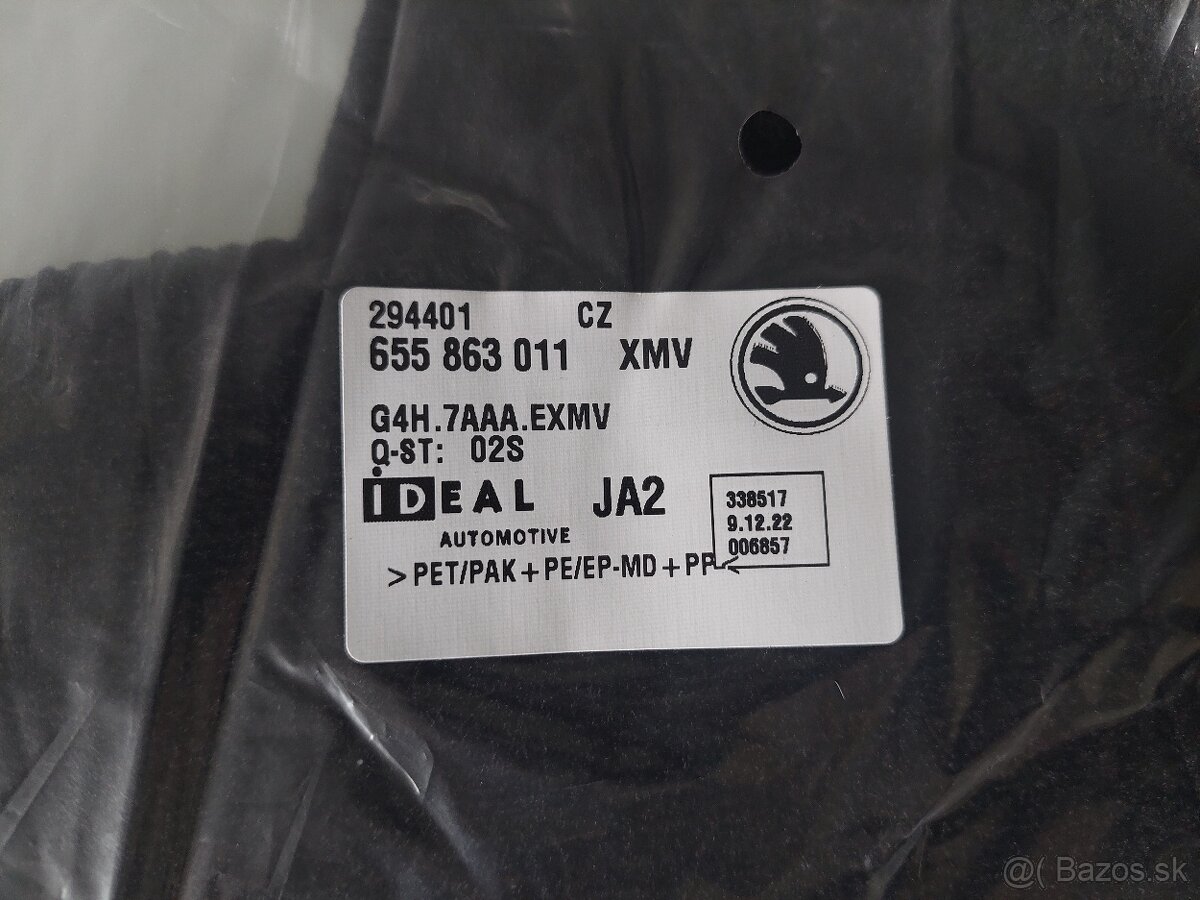 294401 CZ
655 863 011 XMV
G4H.7AAA.EXMV
Q-ST: 02S
iDEAL JA2
AUTOMOTIVE
338517
9.12.22
006857
>PET/PAK+PE/EP-MD+PP<
@( Bazos.sk